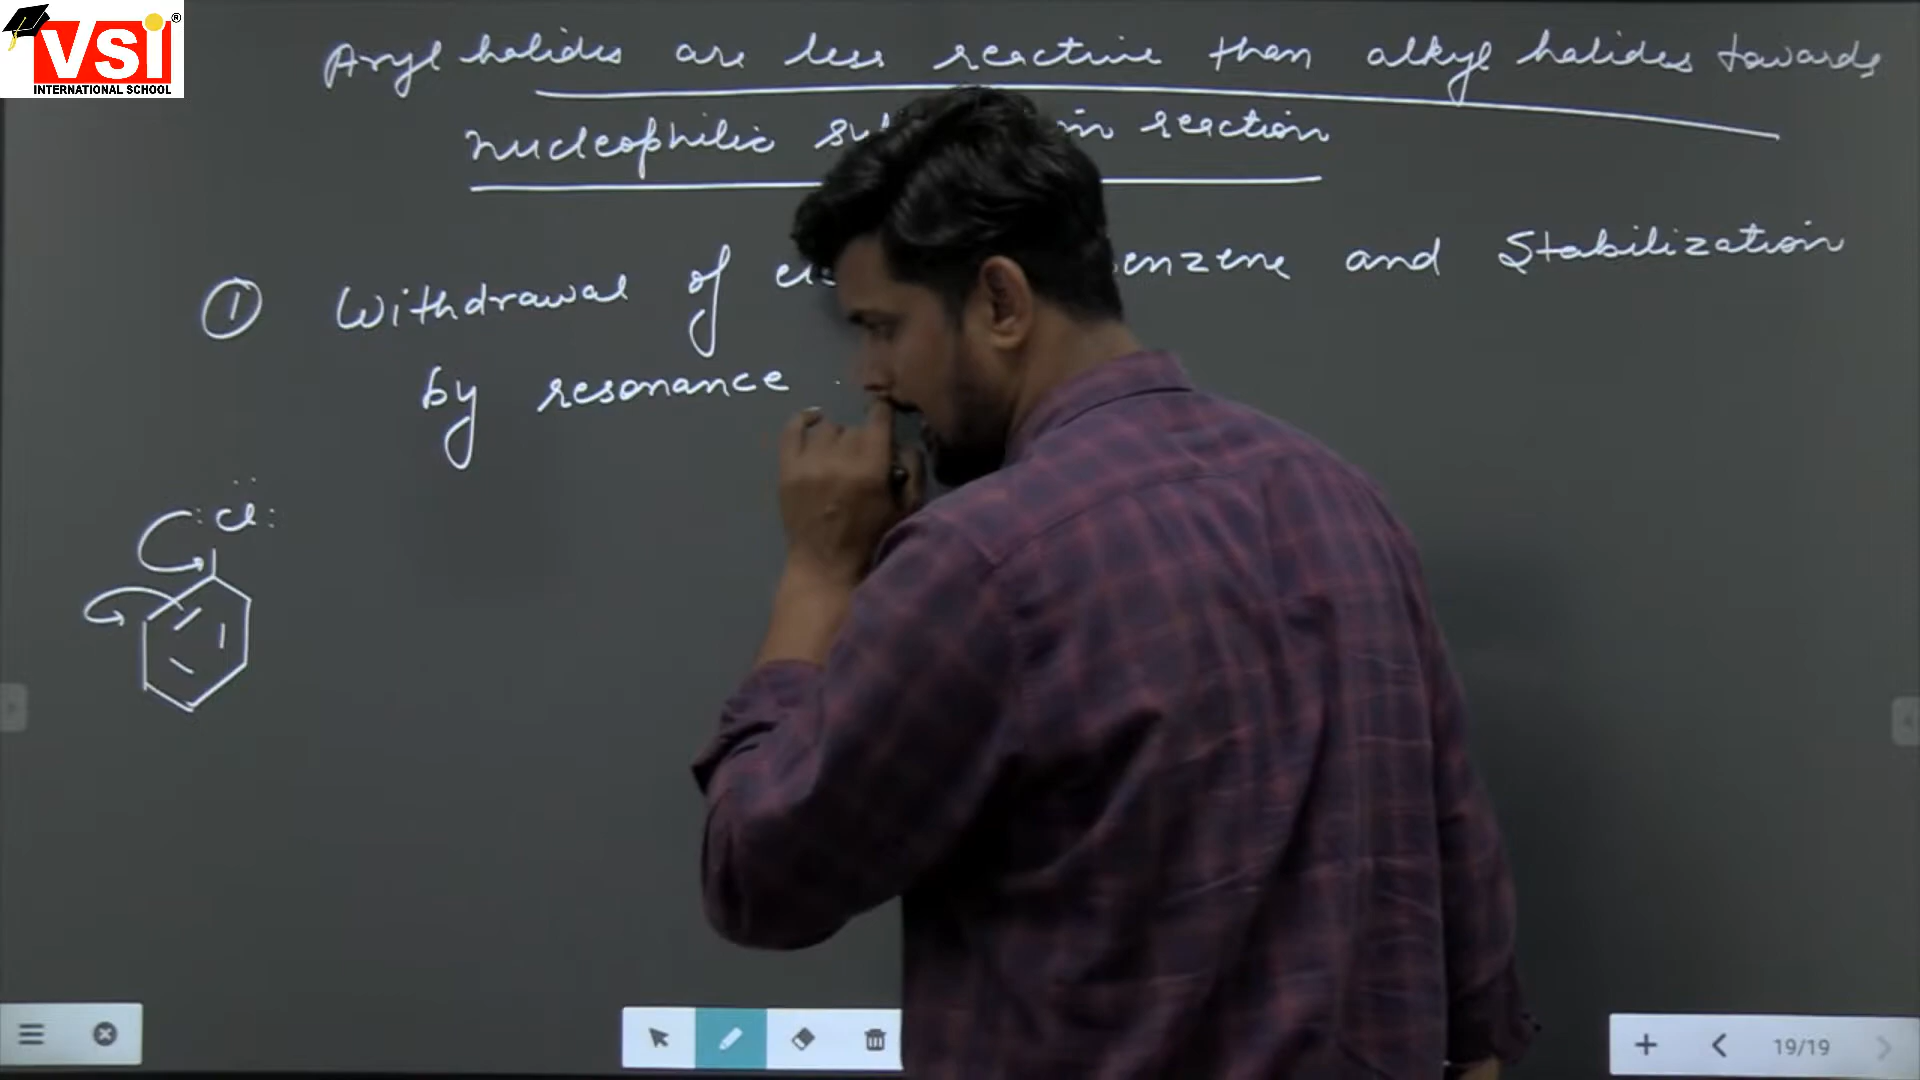 VSI®
INTERNATIONAL SCHOOL
Aryl halides are less reactive than alkyl halides towards
nucleophilic reaction
① Withdrawal of and Stabilization
by resonance
:Cl:
19/19